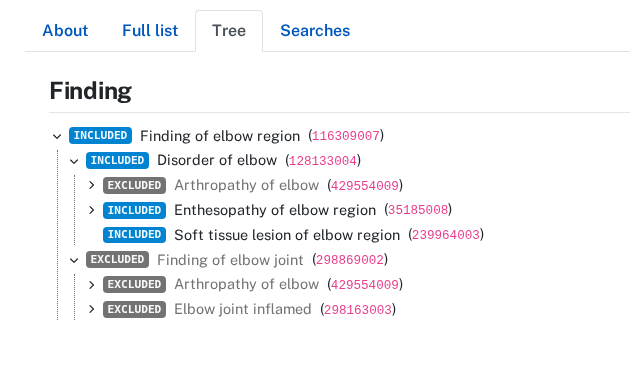 About Full list Tree Searches
Finding
INCLUDED Finding of elbow region (116309007)
INCLUDED Disorder of elbow (128133004)
EXCLUDED Arthropathy of elbow (429554009)
INCLUDED Enthesopathy of elbow region (35185008)
INCLUDED Soft tissue lesion of elbow region (239964003)
EXCLUDED Finding of elbow joint (298869002)
EXCLUDED Arthropathy of elbow (429554009)
EXCLUDED Elbow joint inflamed (298163003)